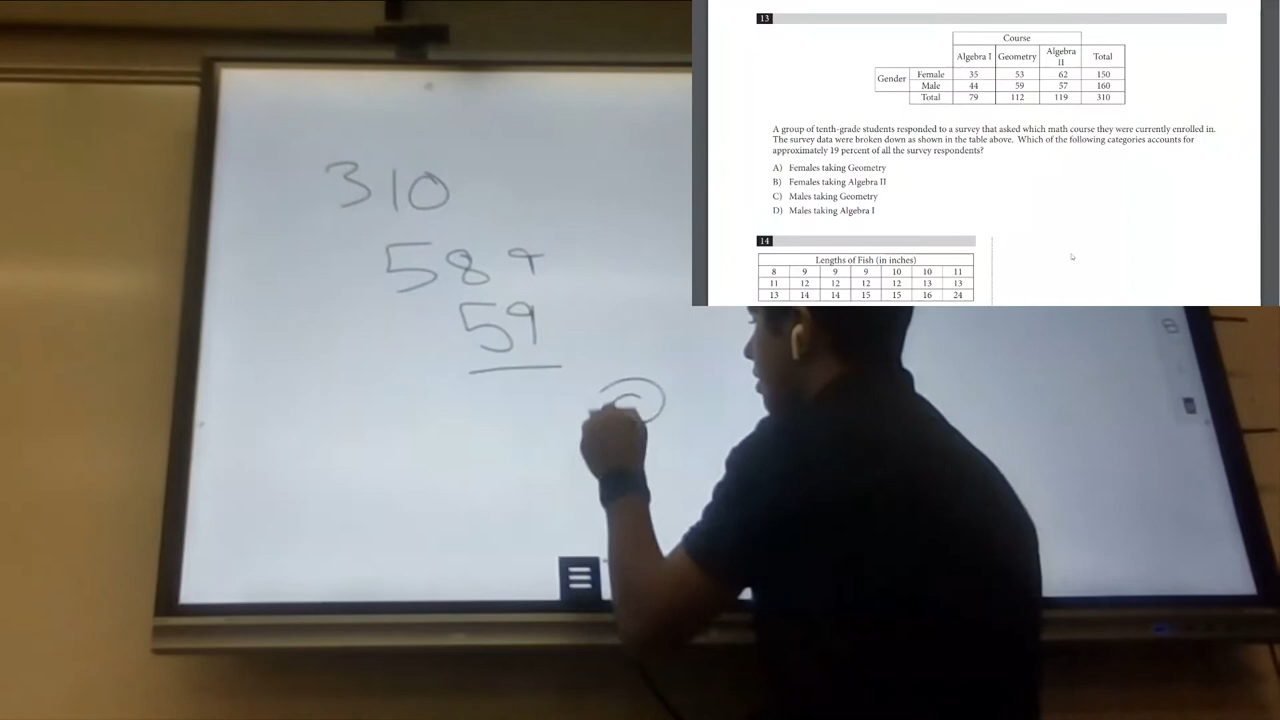 310
58+
59
C
13
Course
Algebra I Geometry Algebra II Total
Gender Female 35 53 62 150
Male 44 59 57 160
Total 79 112 119 310
A group of tenth-grade students responded to a survey that asked which math course they were currently enrolled in.
The survey data were broken down as shown in the table above. Which of the following categories accounts for
approximately 19 percent of all the survey respondents?
A) Females taking Geometry
B) Females taking Algebra II
C) Males taking Geometry
D) Males taking Algebra I
14
Lengths of Fish (in inches)
8 9 9 9 10 10 11
11 12 12 12 12 13 13
13 14 14 15 15 16 24